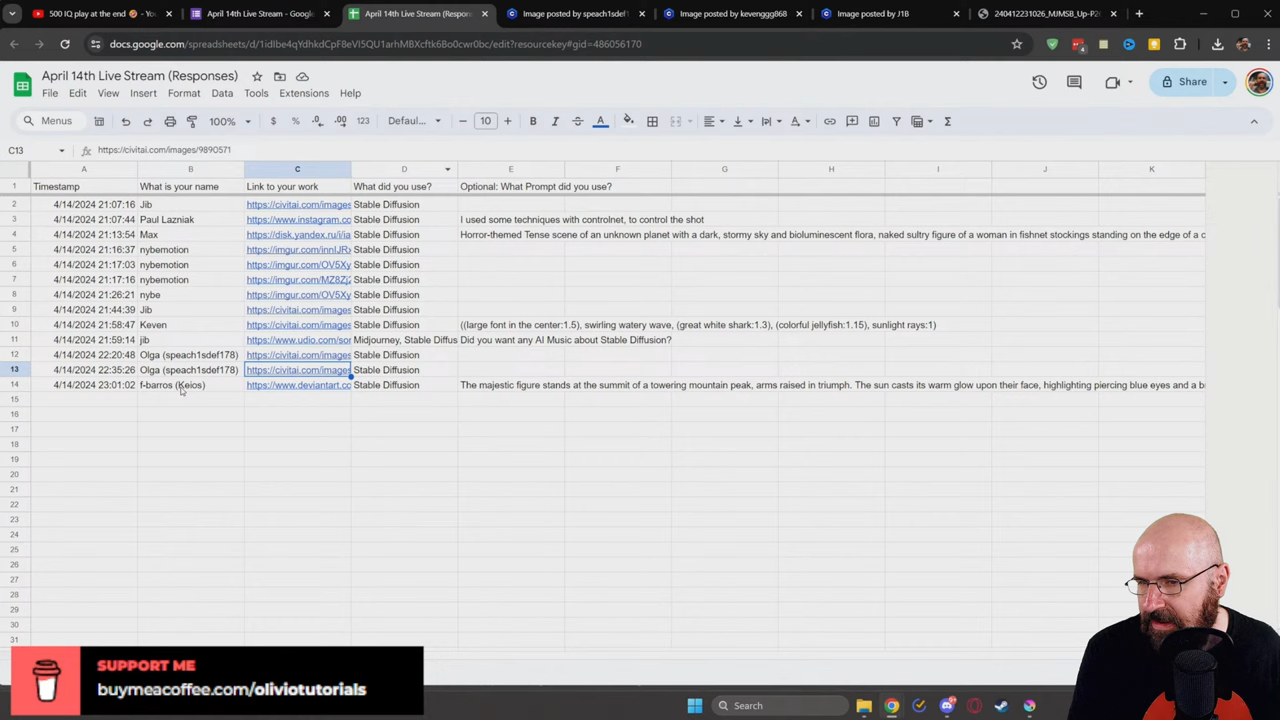 500 IQ play at the end 🤣 - You
April 14th Live Stream - Google
April 14th Live Stream (Respon
Image posted by speach1sdef1
Image posted by kevenggg868
Image posted by J1B
240412231026_MJMSB_Up-P2
docs.google.com/spreadsheets/d/1idIbe4qYdhkdCpF8eVI5QU1arhMBXcftk6Bo0cwr0bc/edit?resourcekey#gid=486056170
April 14th Live Stream (Responses)
File Edit View Insert Format Data Tools Extensions Help
Share
Menus 100% $ % .0 .00 123 Defaul... 10
C13 https://civitai.com/images/9890571
A B C D E F G H I J K
1 Timestamp What is your name Link to your work What did you use? Optional: What Prompt did you use?
2 4/14/2024 21:07:16 Jib https://civitai.com/images Stable Diffusion
3 4/14/2024 21:07:44 Paul Lazniak https://www.instagram.co Stable Diffusion I used some techniques with controlnet, to control the shot
4 4/14/2024 21:13:54 Max https://disk.yandex.ru/i/ia Stable Diffusion Horror-themed Tense scene of an unknown planet with a dark, stormy sky and bioluminescent flora, naked sultry figure of a woman in fishnet stockings standing on the edge of a c
5 4/14/2024 21:16:37 nybemotion https://imgur.com/innIJR Stable Diffusion
6 4/14/2024 21:17:03 nybemotion https://imgur.com/OV5Xy Stable Diffusion
7 4/14/2024 21:17:16 nybemotion https://imgur.com/MZ8Zj Stable Diffusion
8 4/14/2024 21:26:21 nybe https://imgur.com/OV5Xy Stable Diffusion
9 4/14/2024 21:44:39 Jib https://civitai.com/images Stable Diffusion
10 4/14/2024 21:58:47 Keven https://civitai.com/images Stable Diffusion ((large font in the center:1.5), swirling watery wave, (great white shark:1.3), (colorful jellyfish:1.15), sunlight rays:1)
11 4/14/2024 21:59:14 jib https://www.udio.com/sor Midjourney, Stable Diffus Did you want any AI Music about Stable Diffusion?
12 4/14/2024 22:20:48 Olga (speach1sdef178) https://civitai.com/images Stable Diffusion
13 4/14/2024 22:35:26 Olga (speach1sdef178) https://civitai.com/images Stable Diffusion
14 4/14/2024 23:01:02 f-barros (Keios) https://www.deviantart.co Stable Diffusion The majestic figure stands at the summit of a towering mountain peak, arms raised in triumph. The sun casts its warm glow upon their face, highlighting piercing blue eyes and a b
15
16
17
18
19
20
21
22
23
24
25
26
27
28
29
30
31
SUPPORT ME
buymeacoffee.com/oliviotutorials
Search